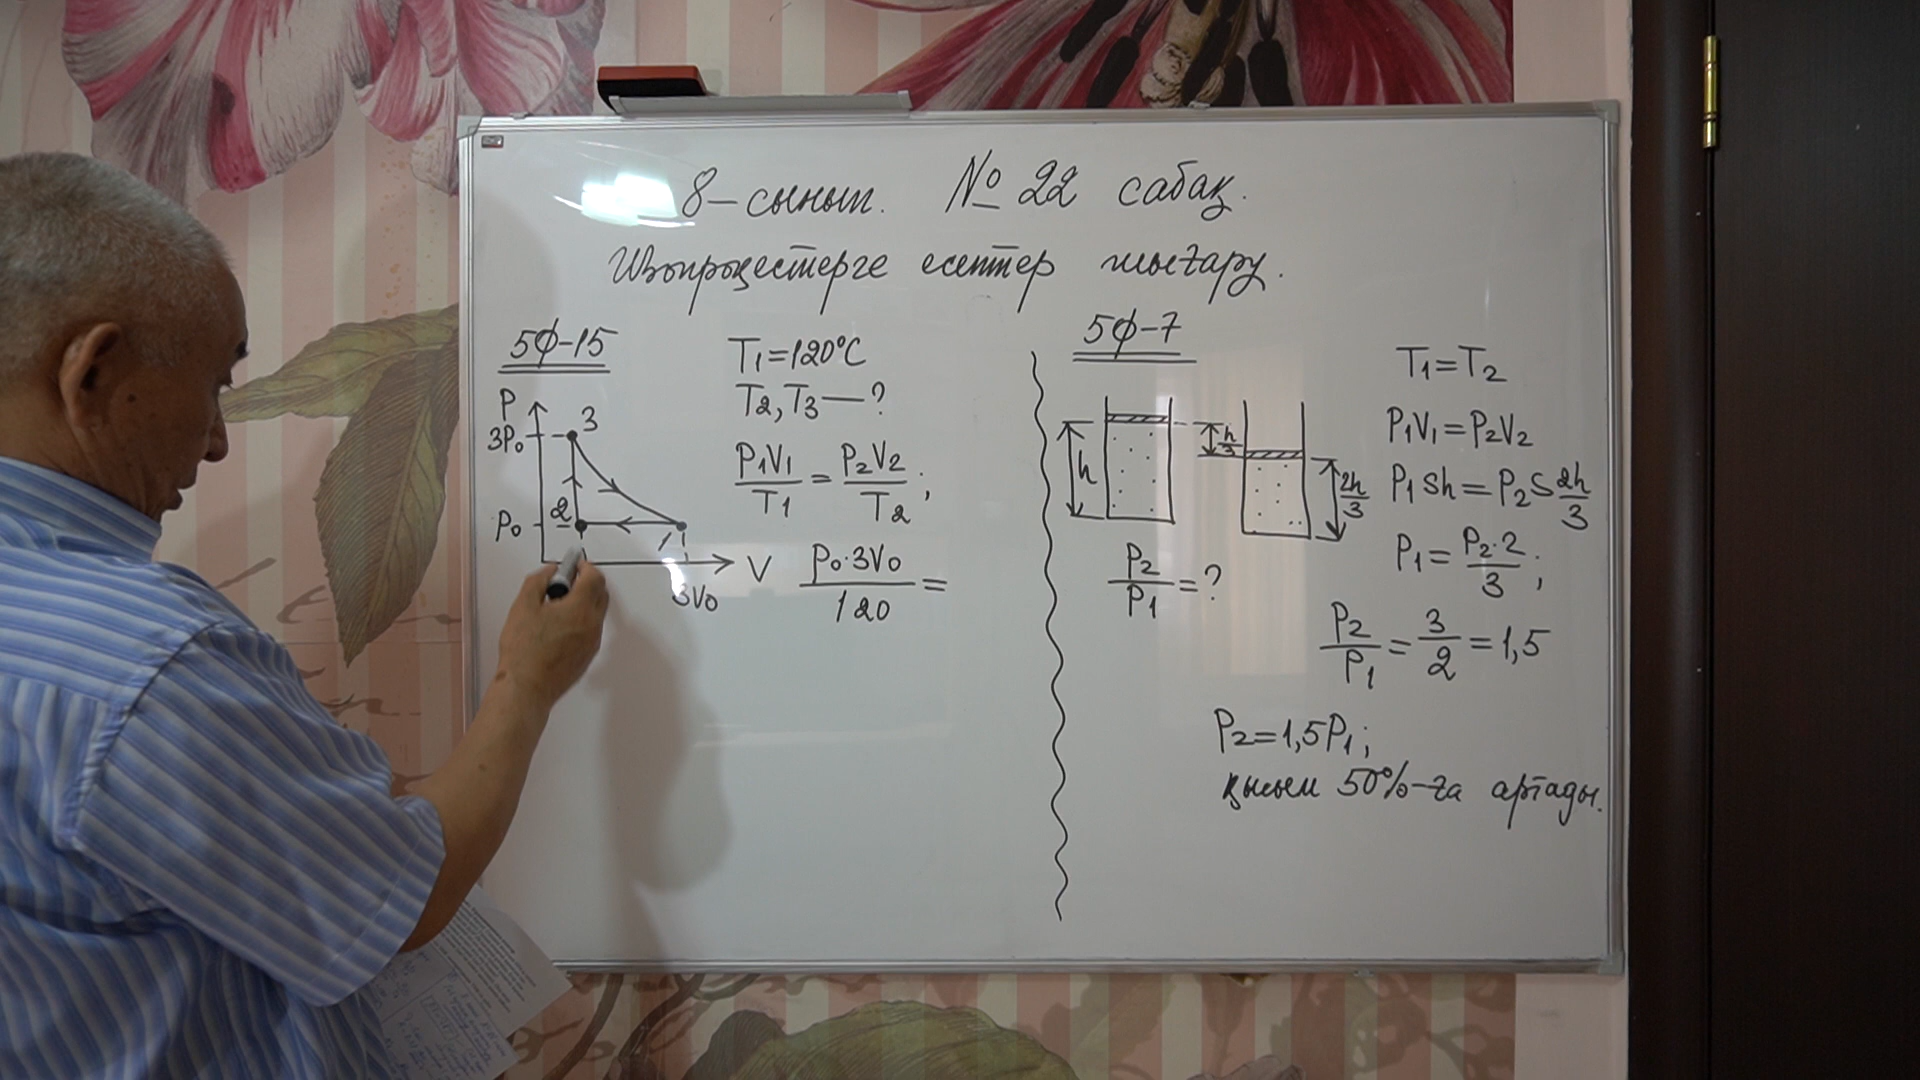 8–сынып. № 22 сабақ.
Изопроцестерге есептер шығару.
5ф–15
P
3P₀
3
P₀
2
1
V
3V₀
T₁=120°C
T₂,T₃—?
P₁V₁/T₁ = P₂V₂/T₂;
P₀·3V₀/120 =
5ф–7
h
h/3
2h/3
P₂/P₁=?
T₁=T₂
P₁V₁=P₂V₂
P₁Sh=P₂S 2h/3
P₁= P₂·2/3;
P₂/P₁ = 3/2 = 1,5
P₂=1,5P₁;
қысым 50%–ға артады.